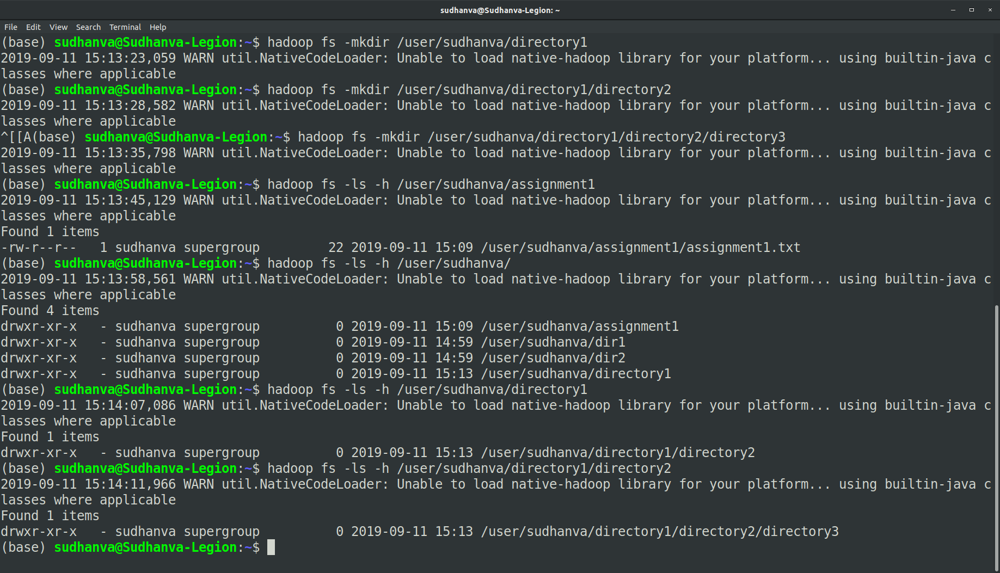 sudhanva@Sudhanva-Legion: ~
File Edit View Search Terminal Help
(base) sudhanva@Sudhanva-Legion:~$ hadoop fs -mkdir /user/sudhanva/directory1
2019-09-11 15:13:23,059 WARN util.NativeCodeLoader: Unable to load native-hadoop library for your platform... using builtin-java c
lasses where applicable
(base) sudhanva@Sudhanva-Legion:~$ hadoop fs -mkdir /user/sudhanva/directory1/directory2
2019-09-11 15:13:28,582 WARN util.NativeCodeLoader: Unable to load native-hadoop library for your platform... using builtin-java c
lasses where applicable
^[[A(base) sudhanva@Sudhanva-Legion:~$ hadoop fs -mkdir /user/sudhanva/directory1/directory2/directory3
2019-09-11 15:13:35,798 WARN util.NativeCodeLoader: Unable to load native-hadoop library for your platform... using builtin-java c
lasses where applicable
(base) sudhanva@Sudhanva-Legion:~$ hadoop fs -ls -h /user/sudhanva/assignment1
2019-09-11 15:13:45,129 WARN util.NativeCodeLoader: Unable to load native-hadoop library for your platform... using builtin-java c
lasses where applicable
Found 1 items
-rw-r--r--   1 sudhanva supergroup         22 2019-09-11 15:09 /user/sudhanva/assignment1/assignment1.txt
(base) sudhanva@Sudhanva-Legion:~$ hadoop fs -ls -h /user/sudhanva/
2019-09-11 15:13:58,561 WARN util.NativeCodeLoader: Unable to load native-hadoop library for your platform... using builtin-java c
lasses where applicable
Found 4 items
drwxr-xr-x   - sudhanva supergroup          0 2019-09-11 15:09 /user/sudhanva/assignment1
drwxr-xr-x   - sudhanva supergroup          0 2019-09-11 14:59 /user/sudhanva/dir1
drwxr-xr-x   - sudhanva supergroup          0 2019-09-11 14:59 /user/sudhanva/dir2
drwxr-xr-x   - sudhanva supergroup          0 2019-09-11 15:13 /user/sudhanva/directory1
(base) sudhanva@Sudhanva-Legion:~$ hadoop fs -ls -h /user/sudhanva/directory1
2019-09-11 15:14:07,086 WARN util.NativeCodeLoader: Unable to load native-hadoop library for your platform... using builtin-java c
lasses where applicable
Found 1 items
drwxr-xr-x   - sudhanva supergroup          0 2019-09-11 15:13 /user/sudhanva/directory1/directory2
(base) sudhanva@Sudhanva-Legion:~$ hadoop fs -ls -h /user/sudhanva/directory1/directory2
2019-09-11 15:14:11,966 WARN util.NativeCodeLoader: Unable to load native-hadoop library for your platform... using builtin-java c
lasses where applicable
Found 1 items
drwxr-xr-x   - sudhanva supergroup          0 2019-09-11 15:13 /user/sudhanva/directory1/directory2/directory3
(base) sudhanva@Sudhanva-Legion:~$